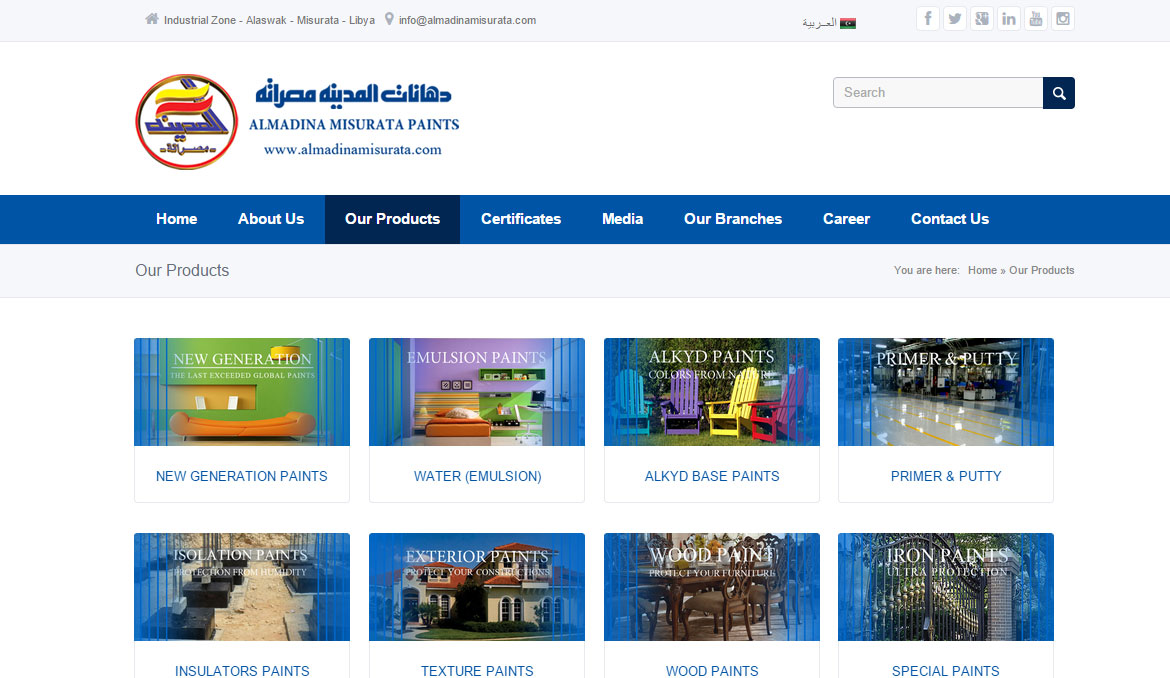 Industrial Zone - Alaswak - Misurata - Libya info@almadinamisurata.com
العـربية
دهانات المدينه مصراته
المدينة
- مصراتة -
ALMADINA MISURATA PAINTS
www.almadinamisurata.com
Search
Home About Us Our Products Certificates Media Our Branches Career Contact Us
Our Products
You are here: Home » Our Products
NEW GENERATION
THE LAST EXCEEDED GLOBAL PAINTS
EMULSION PAINTS
ALKYD PAINTS
COLORS FROM NATURE
PRIMER & PUTTY
NEW GENERATION PAINTS
WATER (EMULSION)
ALKYD BASE PAINTS
PRIMER & PUTTY
ISOLATION PAINTS
PROTECTION FROM HUMIDITY
EXTERIOR PAINTS
PROTECT YOUR CONSTRUCTIONS
WOOD PAINT
PROTECT YOUR FURNITURE
IRON PAINTS
ULTRA PROTECTION
INSULATORS PAINTS
TEXTURE PAINTS
WOOD PAINTS
SPECIAL PAINTS